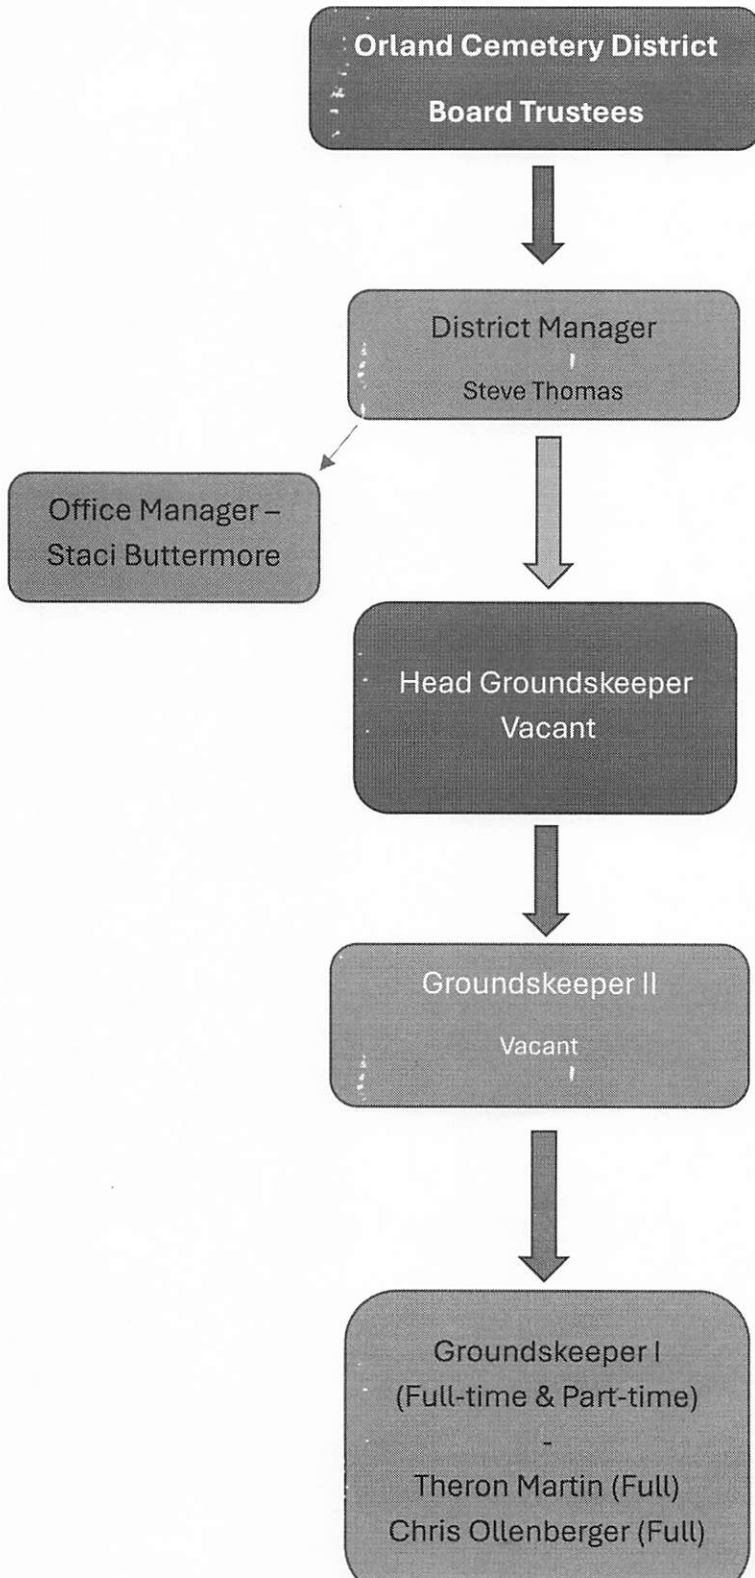 Orland Cemetery District
Board Trustees
District Manager
Steve Thomas
Office Manager –
Staci Buttermore
Head Groundskeeper
Vacant
Groundskeeper II
Vacant
Groundskeeper I
(Full-time & Part-time)
-
Theron Martin (Full)
Chris Ollenberger (Full)